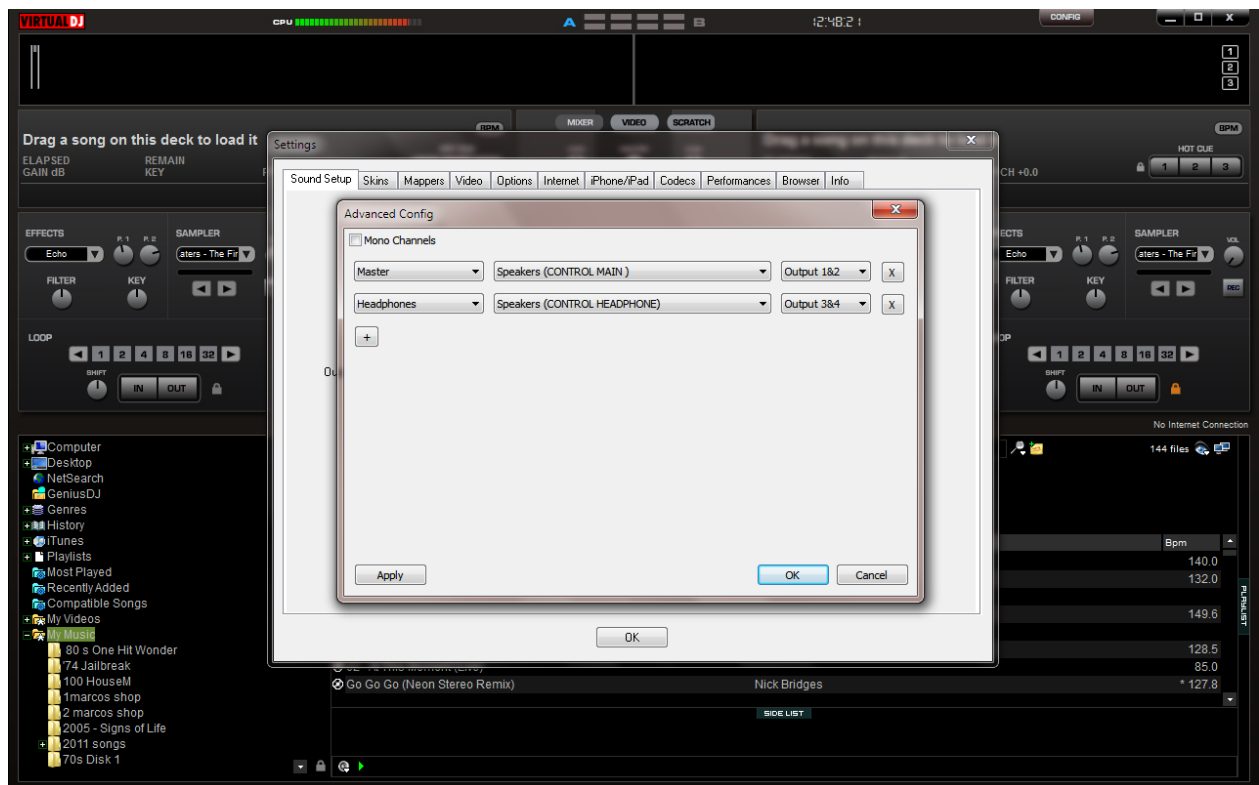 VIRTUAL DJ
CPU
A B
12:48:21
CONFIG
1
2
3
MIXER VIDEO SCRATCH
BPM
BPM
Drag a song on this deck to load it
ELAPSED REMAIN
GAIN dB KEY
HOT CUE
CH +0.0
1 2 3
Settings
X
Sound Setup Skins Mappers Video Options Internet iPhone/iPad Codecs Performances Browser Info
Advanced Config
Mono Channels
Master Speakers (CONTROL MAIN ) Output 1&2 X
Headphones Speakers (CONTROL HEADPHONE) Output 3&4 X
+
Apply OK Cancel
OK
EFFECTS P. 1 P. 2 SAMPLER
Echo (aters - The Fir
FILTER KEY
LOOP
1 2 4 8 16 32
SHIFT
IN OUT
ECTS P. 1 P. 2 SAMPLER VOL
Echo (aters - The Fir
FILTER KEY REC
OP
1 2 4 8 16 32
SHIFT
IN OUT
No Internet Connection
144 files
Computer
Desktop
NetSearch
GeniusDJ
Genres
History
iTunes
Playlists
Most Played
Recently Added
Compatible Songs
My Videos
My Music
80 s One Hit Wonder
'74 Jailbreak
100 HouseM
1marcos shop
2 marcos shop
2005 - Signs of Life
2011 songs
70s Disk 1
Bpm
140.0
132.0
149.6
128.5
85.0
Go Go Go (Neon Stereo Remix) Nick Bridges * 127.8
PLAYLIST
SIDE LIST